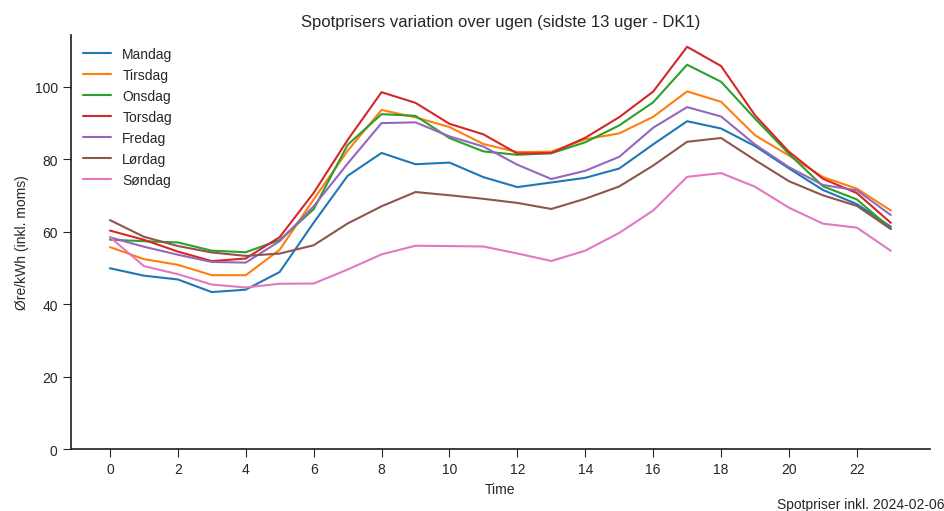 Spotprisers variation over ugen (sidste 13 uger - DK1)
Mandag
Tirsdag
Onsdag
Torsdag
Fredag
Lørdag
Søndag
Øre/kWh (inkl. moms)
100
80
60
40
20
0
0 2 4 6 8 10 12 14 16 18 20 22
Time
Spotpriser inkl. 2024-02-06